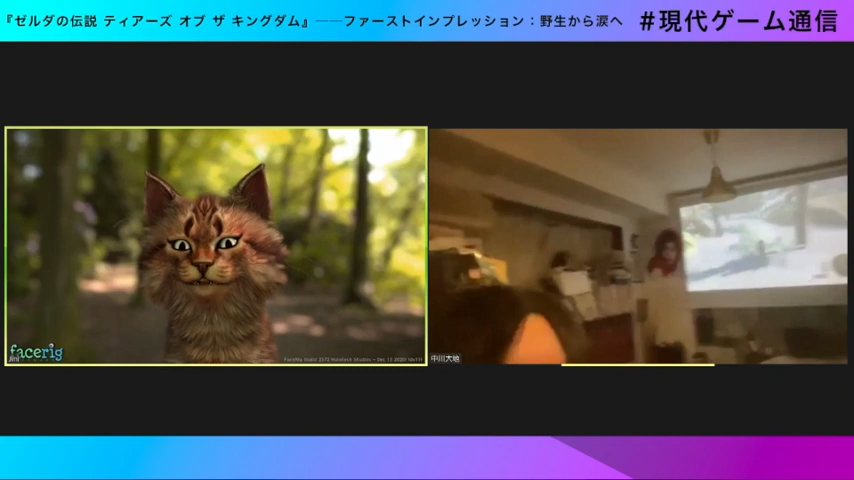 『ゼルダの伝説 ティアーズ オブ ザ キングダム』──ファーストインプレッション：野生から涙へ
#現代ゲーム通信
facerig
中川大地